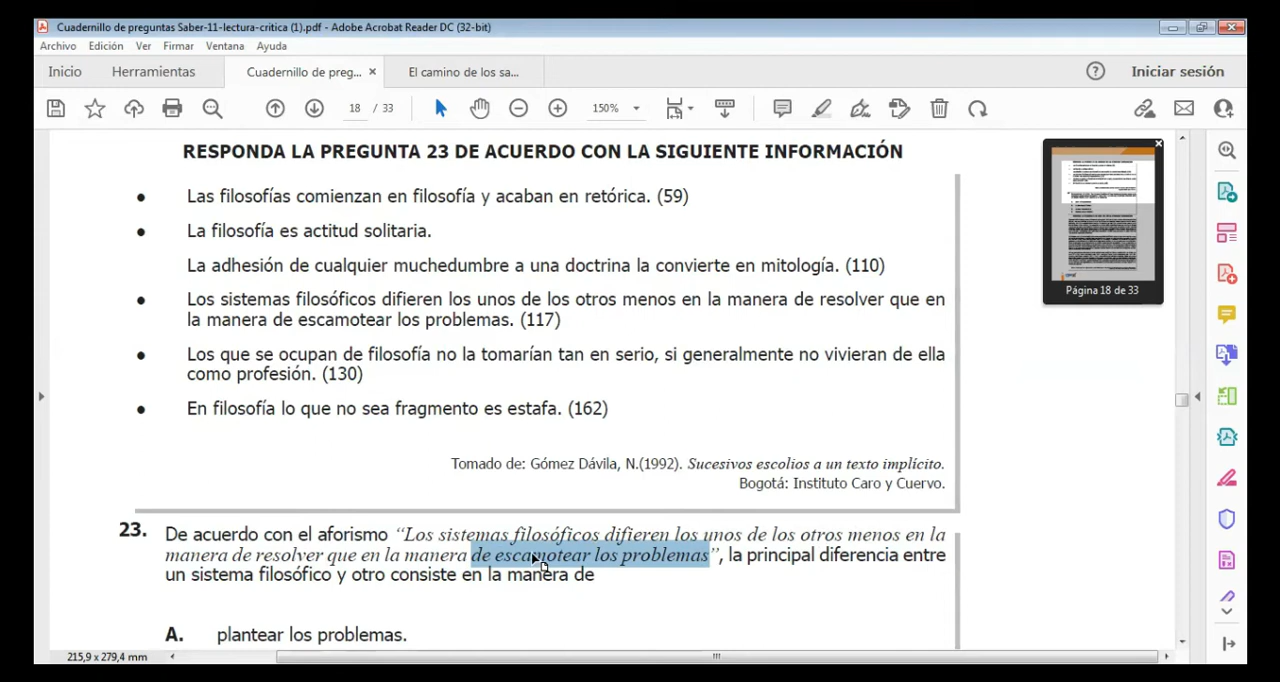 Cuadernillo de preguntas Saber-11-lectura-critica (1).pdf - Adobe Acrobat Reader DC (32-bit)
Archivo Edición Ver Firmar Ventana Ayuda
Inicio Herramientas Cuadernillo de preg... × El camino de los sa... Iniciar sesión
18 / 33 150%
RESPONDA LA PREGUNTA 23 DE ACUERDO CON LA SIGUIENTE INFORMACIÓN
• Las filosofías comienzan en filosofía y acaban en retórica. (59)
• La filosofía es actitud solitaria.
La adhesión de cualquier muchedumbre a una doctrina la convierte en mitología. (110)
• Los sistemas filosóficos difieren los unos de los otros menos en la manera de resolver que en
la manera de escamotear los problemas. (117)
• Los que se ocupan de filosofía no la tomarían tan en serio, si generalmente no vivieran de ella
como profesión. (130)
• En filosofía lo que no sea fragmento es estafa. (162)
Tomado de: Gómez Dávila, N.(1992). Sucesivos escolios a un texto implícito.
Bogotá: Instituto Caro y Cuervo.
Página 18 de 33
23. De acuerdo con el aforismo “Los sistemas filosóficos difieren los unos de los otros menos en la
manera de resolver que en la manera de escamotear los problemas”, la principal diferencia entre
un sistema filosófico y otro consiste en la manera de
A. plantear los problemas.
215,9 x 279,4 mm